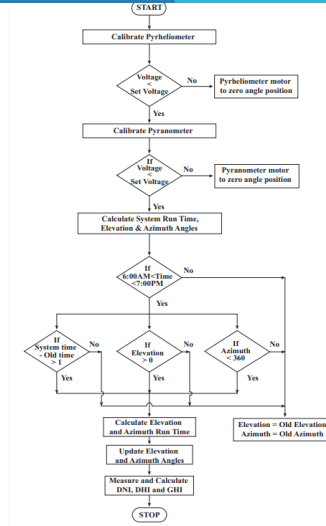 START
Calibrate Pyrheliometer
Voltage
<
Set Voltage
No
Pyrheliometer motor
to zero angle position
Yes
Calibrate Pyranometer
If
Voltage
<
Set Voltage
No
Pyranometer motor
to zero angle position
Yes
Calculate System Run Time,
Elevation & Azimuth Angles
If
6:00AM<Time
<7:00PM
No
Yes
If
System time
- Old time
> 1
No
If
Elevation
> 0
No
If
Azimuth
< 360
No
Yes
Yes
Yes
Calculate Elevation
and Azimuth Run Time
Elevation = Old Elevation
Azimuth = Old Azimuth
Update Elevation
and Azimuth Angles
Measure and Calculate
DNI, DHI and GHI
STOP